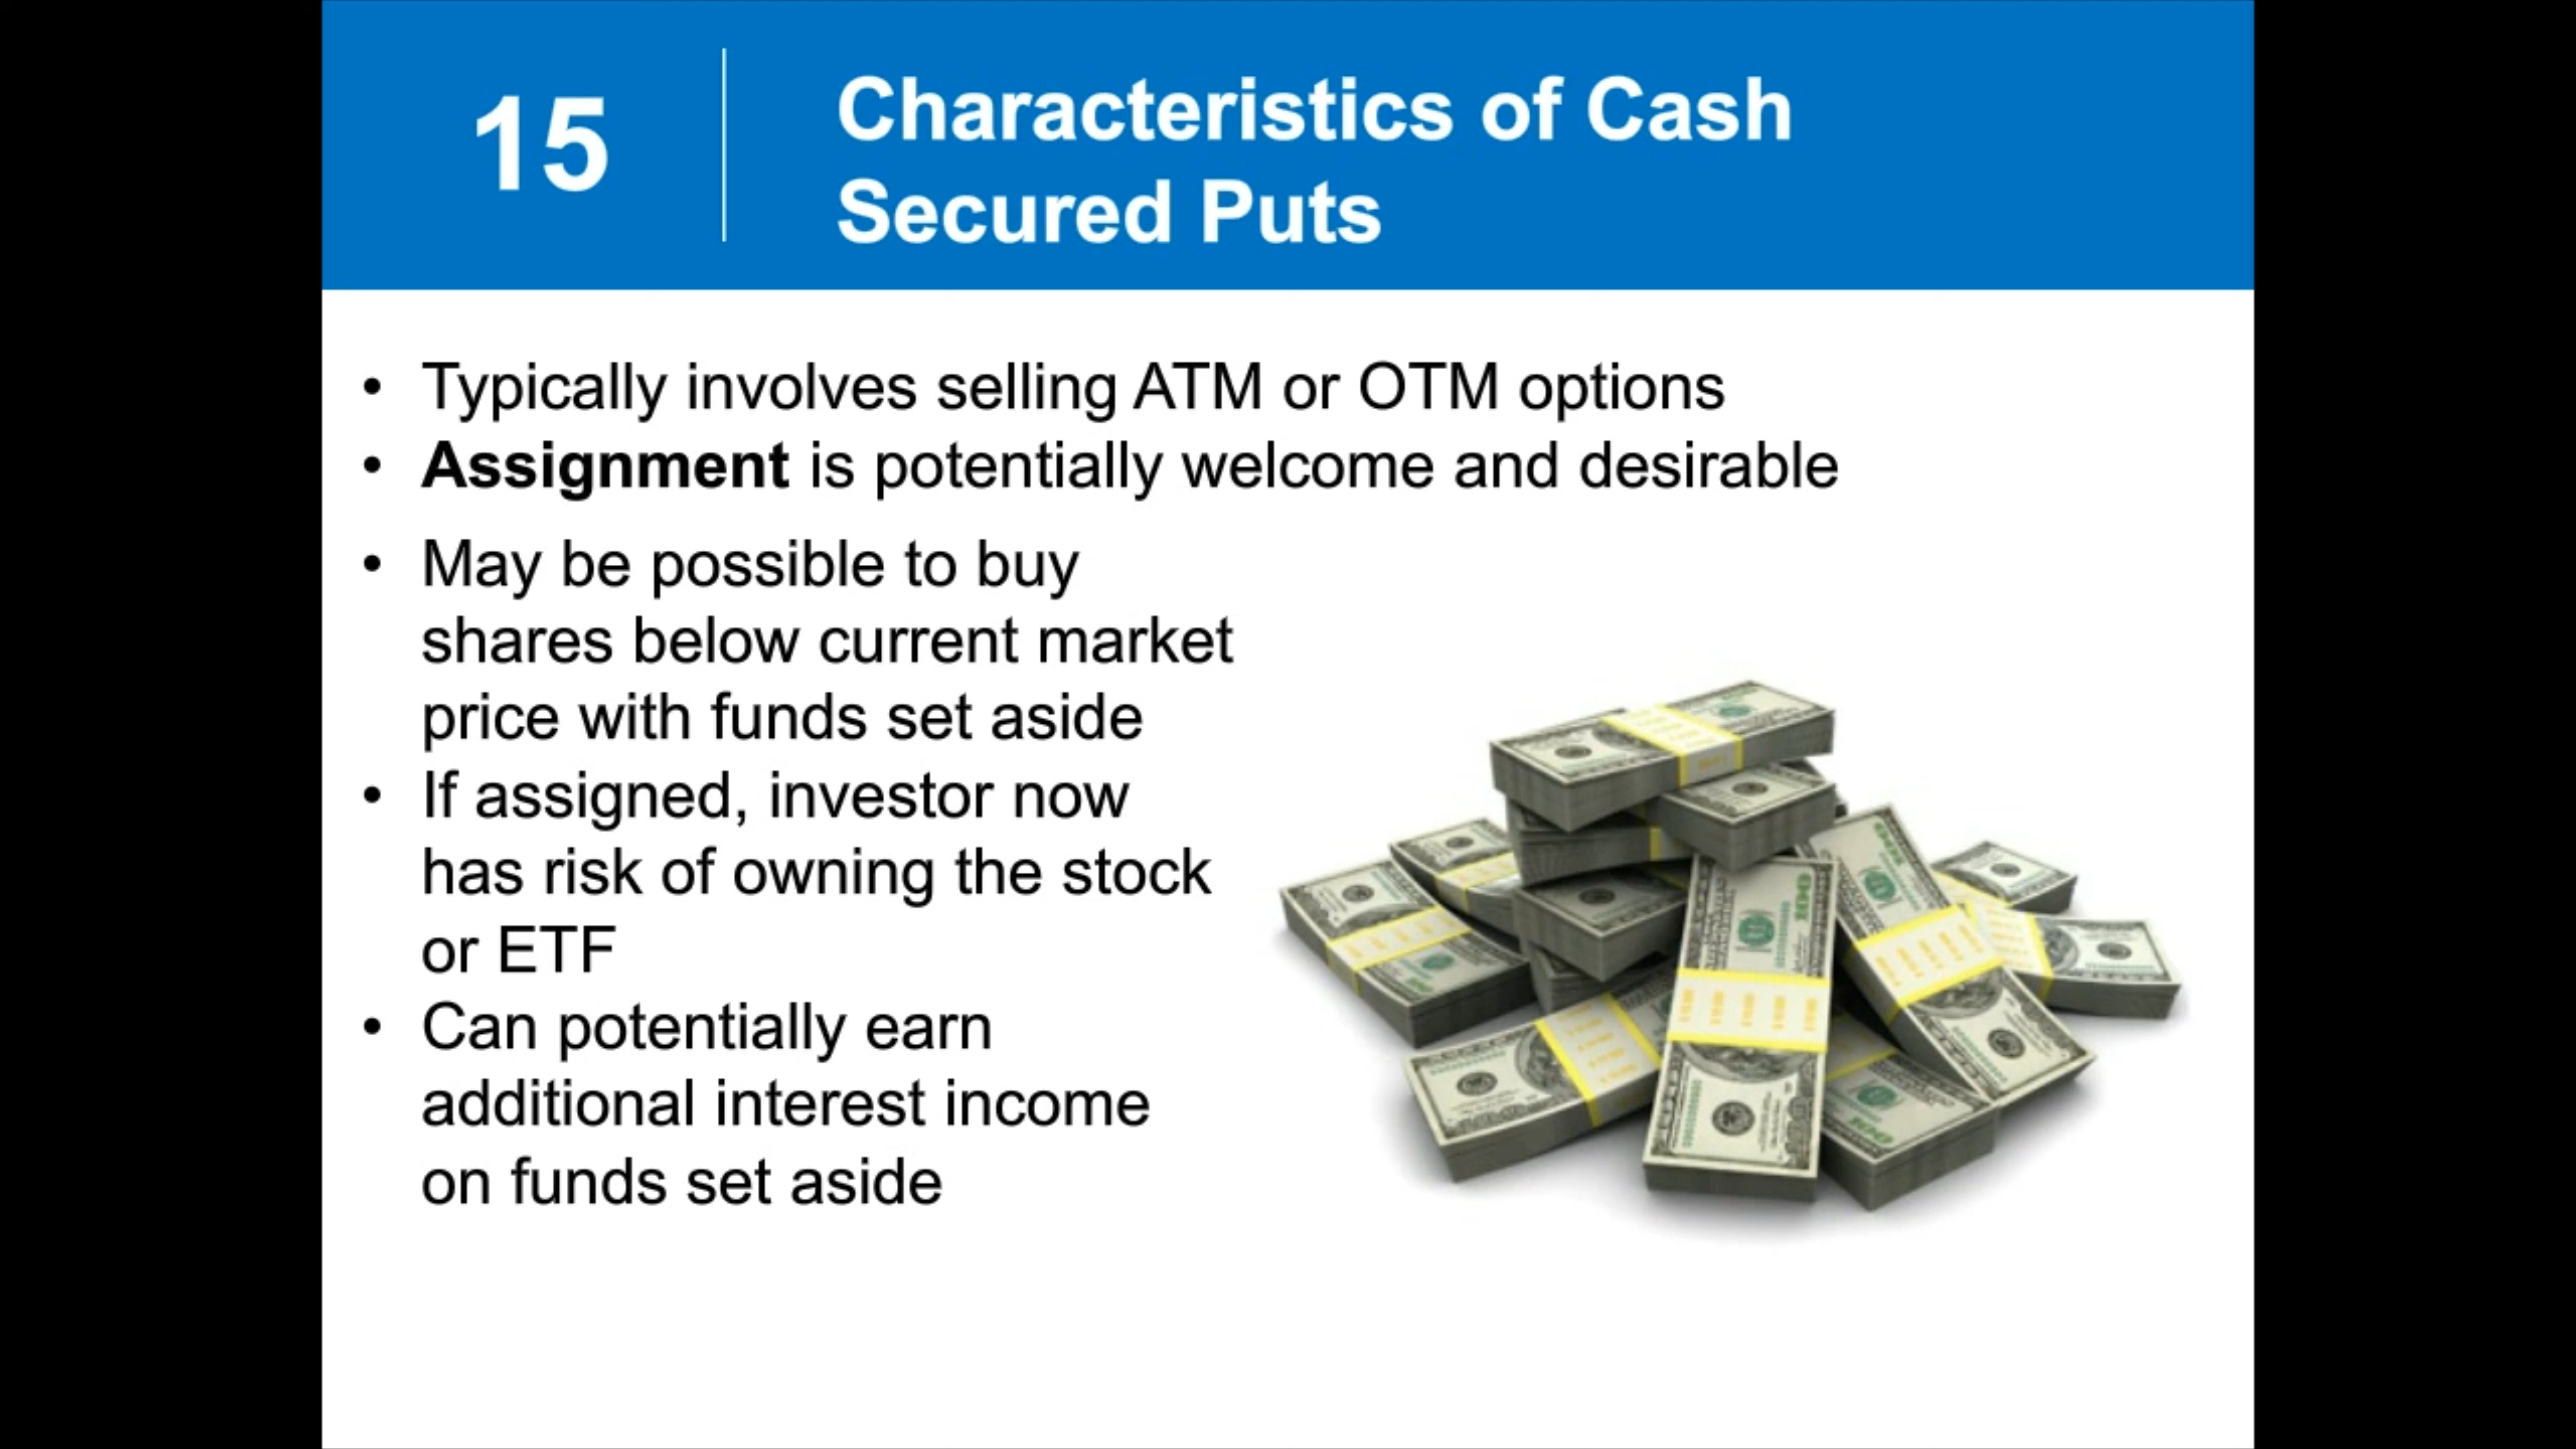 15
Characteristics of Cash
Secured Puts
• Typically involves selling ATM or OTM options
• Assignment is potentially welcome and desirable
• May be possible to buy
shares below current market
price with funds set aside
• If assigned, investor now
has risk of owning the stock
or ETF
• Can potentially earn
additional interest income
on funds set aside